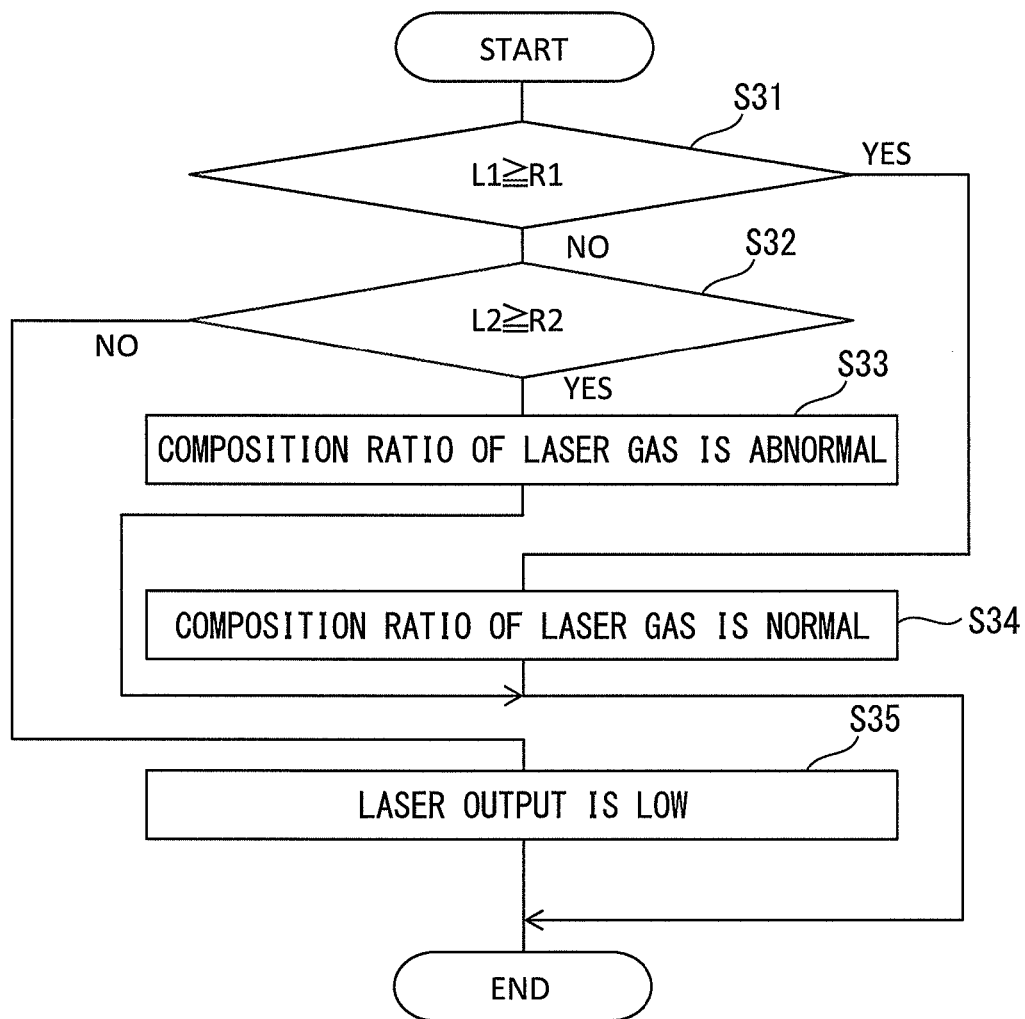 START
S31
L1≧R1
YES
NO
S32
L2≧R2
NO
YES
S33
COMPOSITION RATIO OF LASER GAS IS ABNORMAL
COMPOSITION RATIO OF LASER GAS IS NORMAL
S34
S35
LASER OUTPUT IS LOW
END